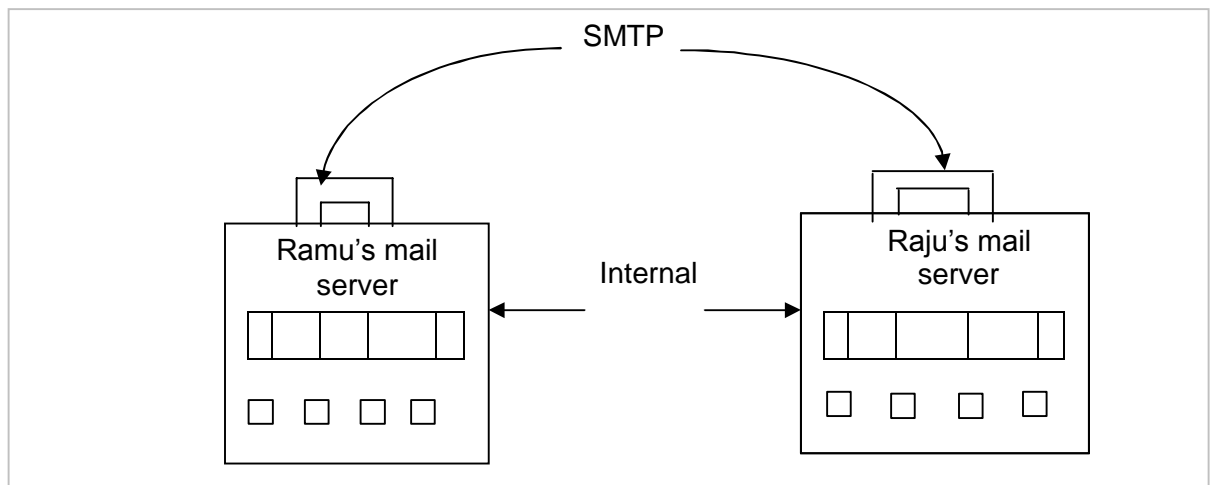 SMTP
Ramu’s mail
server
Internal
Raju’s mail
server